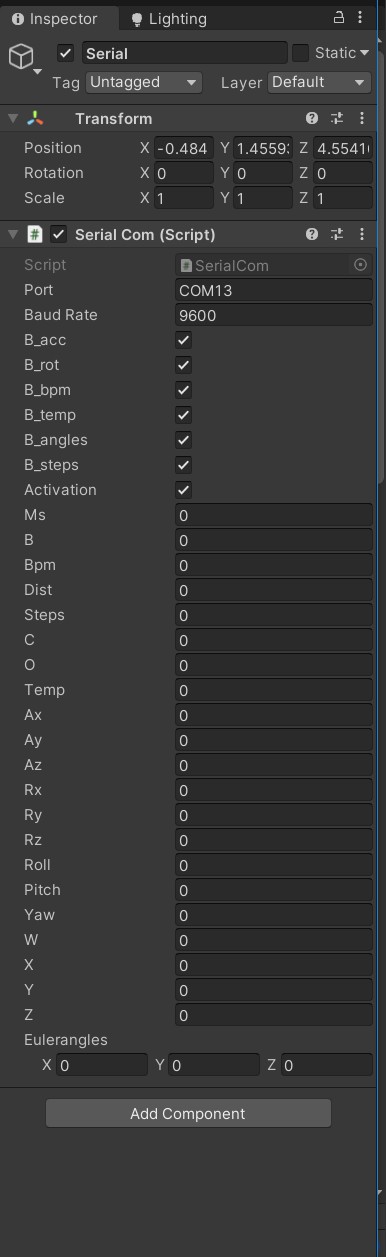 Inspector Lighting
Serial Static
Tag Untagged Layer Default
Transform
Position X -0.484 Y 1.4559 Z 4.5541
Rotation X 0 Y 0 Z 0
Scale X 1 Y 1 Z 1
# Serial Com (Script)
Script # SerialCom
Port COM13
Baud Rate 9600
B_acc
B_rot
B_bpm
B_temp
B_angles
B_steps
Activation
Ms 0
B 0
Bpm 0
Dist 0
Steps 0
C 0
O 0
Temp 0
Ax 0
Ay 0
Az 0
Rx 0
Ry 0
Rz 0
Roll 0
Pitch 0
Yaw 0
W 0
X 0
Y 0
Z 0
Eulerangles
X 0 Y 0 Z 0
Add Component